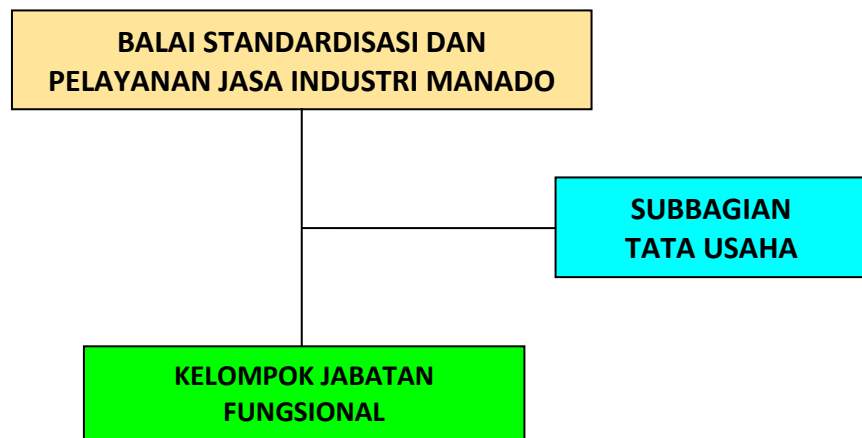 BALAI STANDARDISASI DAN
PELAYANAN JASA INDUSTRI MANADO
SUBBAGIAN
TATA USAHA
KELOMPOK JABATAN
FUNGSIONAL